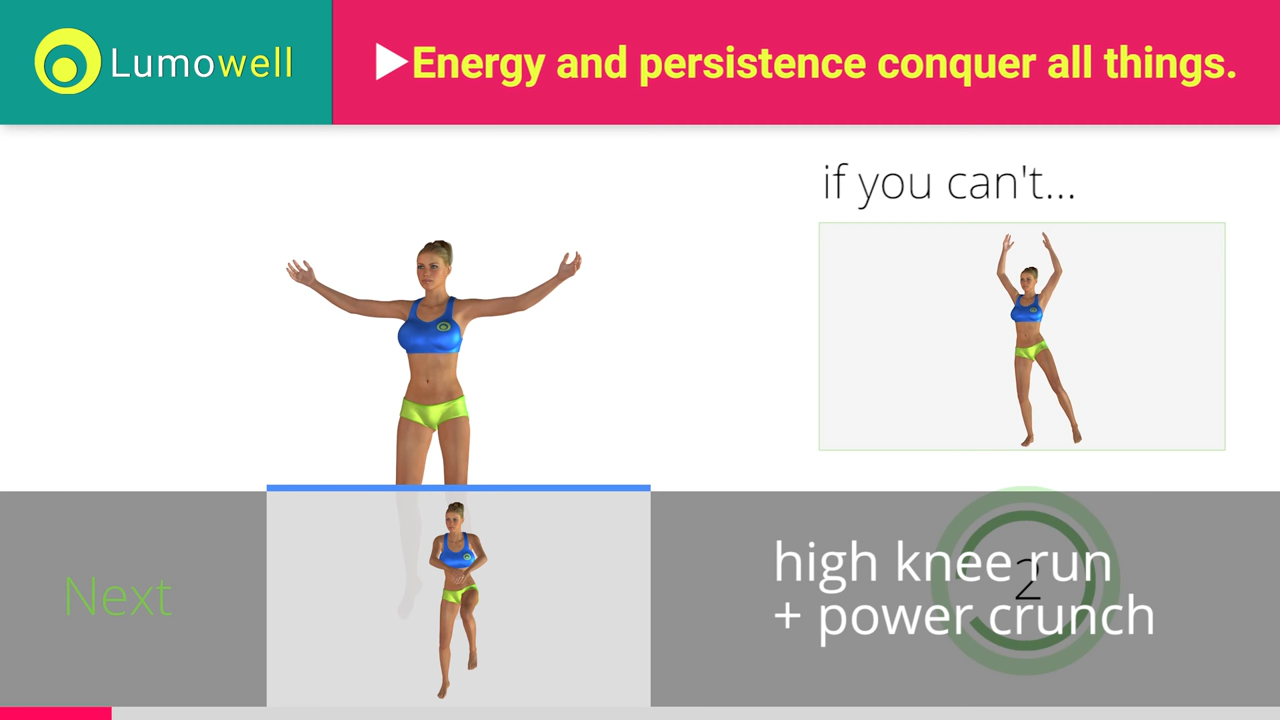 Lumowell
Energy and persistence conquer all things.
if you can't...
Next
high knee run
+ power crunch
2